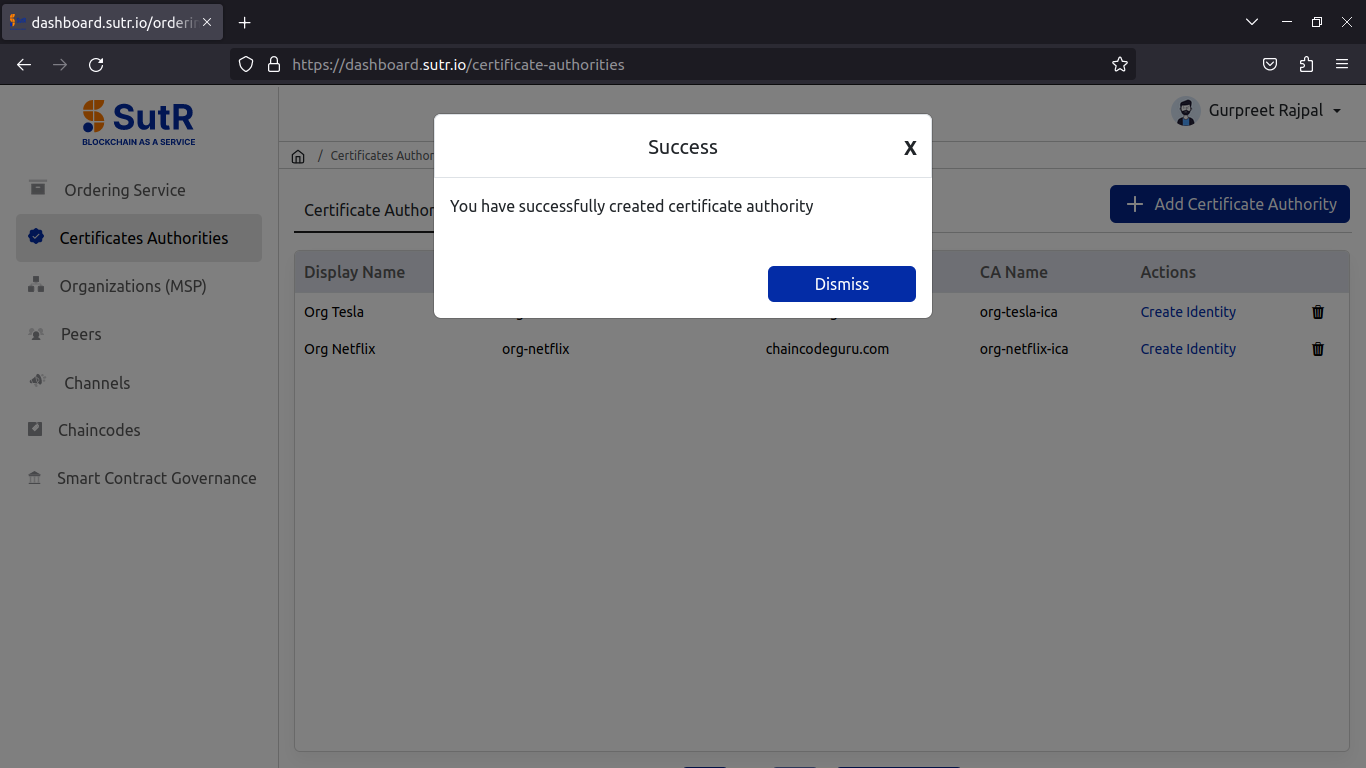 dashboard.sutr.io/orderin
https://dashboard.sutr.io/certificate-authorities
SutR
BLOCKCHAIN AS A SERVICE
Gurpreet Rajpal
/ Certificates Author
Success
X
You have successfully created certificate authority
Dismiss
Ordering Service
Certificates Authorities
Organizations (MSP)
Peers
Channels
Chaincodes
Smart Contract Governance
Certificate Author
Add Certificate Authority
Display Name CA Name Actions
Org Tesla org-tesla-ica Create Identity
Org Netflix org-netflix chaincodeguru.com org-netflix-ica Create Identity